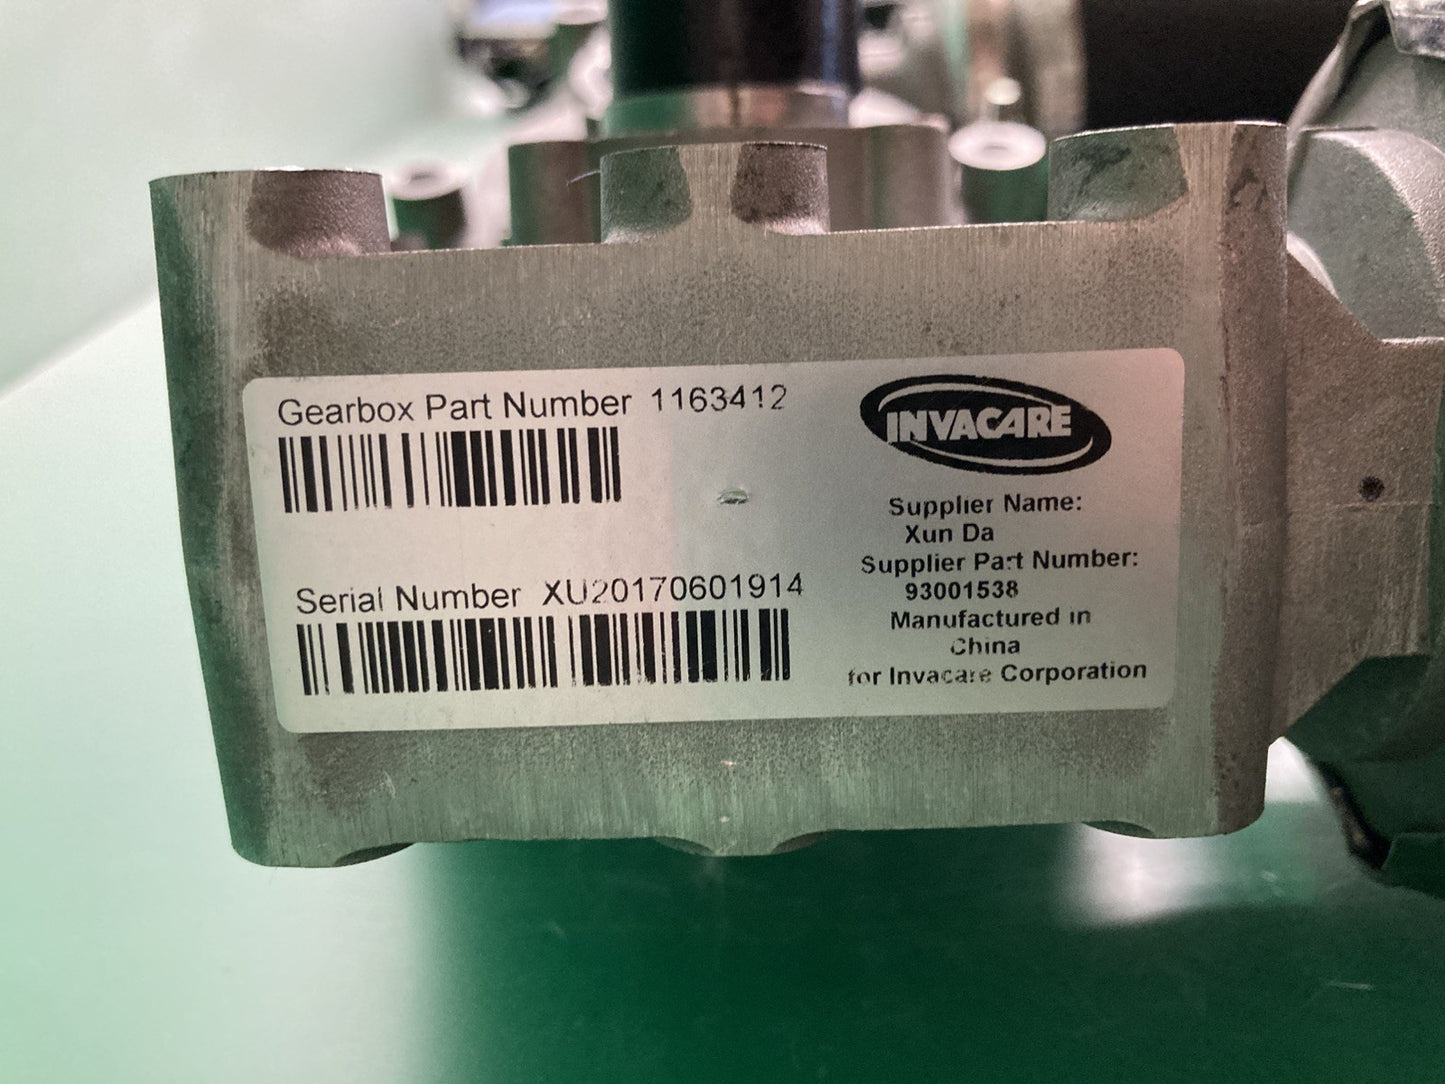 Gearbox Part Number 1163412
Serial Number XU20170601914
INVACARE
Supplier Name:
Xun Da
Supplier Part Number:
93001538
Manufactured in
China
for Invacare Corporation